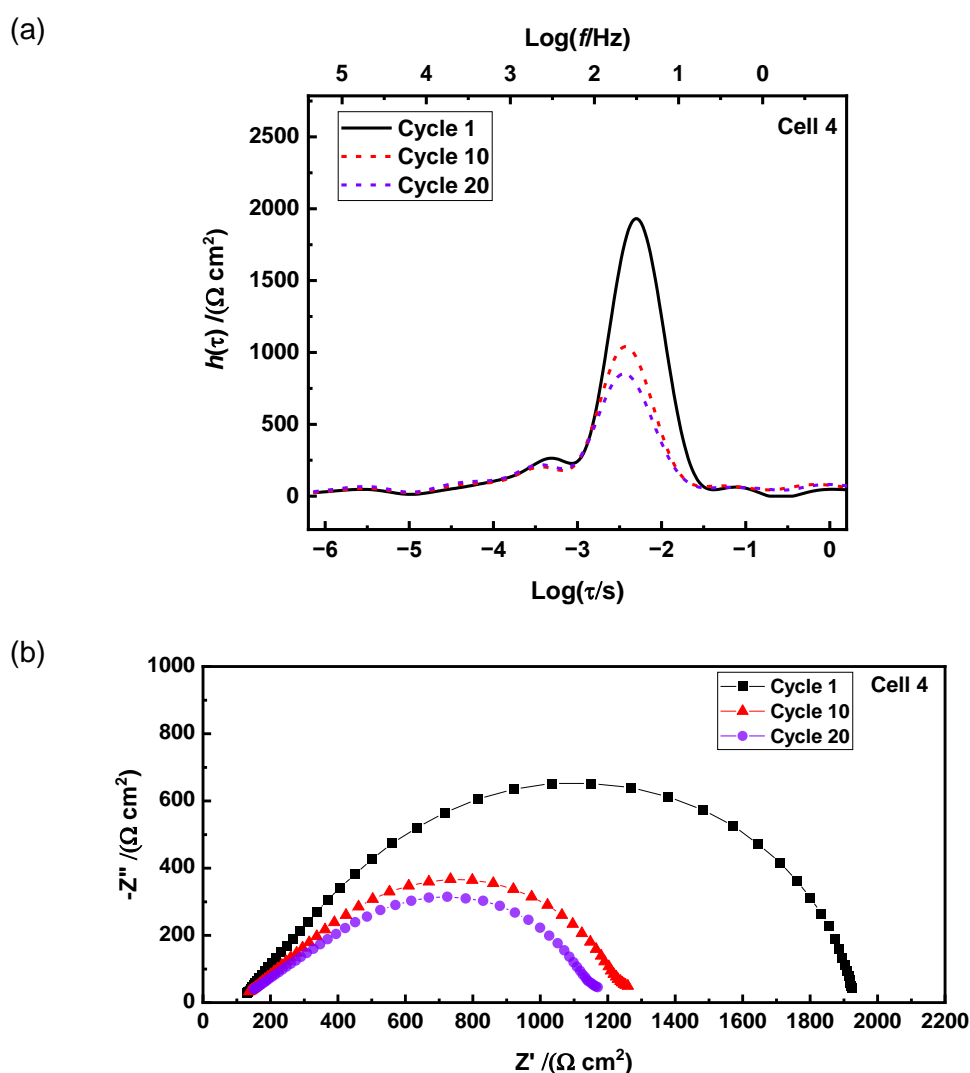 (a)
Log(f/Hz)
5 4 3 2 1 0
Cycle 1
Cycle 10
Cycle 20
Cell 4
h(τ) /(Ω cm²)
2500
2000
1500
1000
500
0
−6 −5 −4 −3 −2 −1 0
Log(τ/s)
(b)
Cycle 1
Cycle 10
Cycle 20
Cell 4
-Z'' /(Ω cm²)
1000
800
600
400
200
0
0 200 400 600 800 1000 1200 1400 1600 1800 2000 2200
Z' /(Ω cm²)